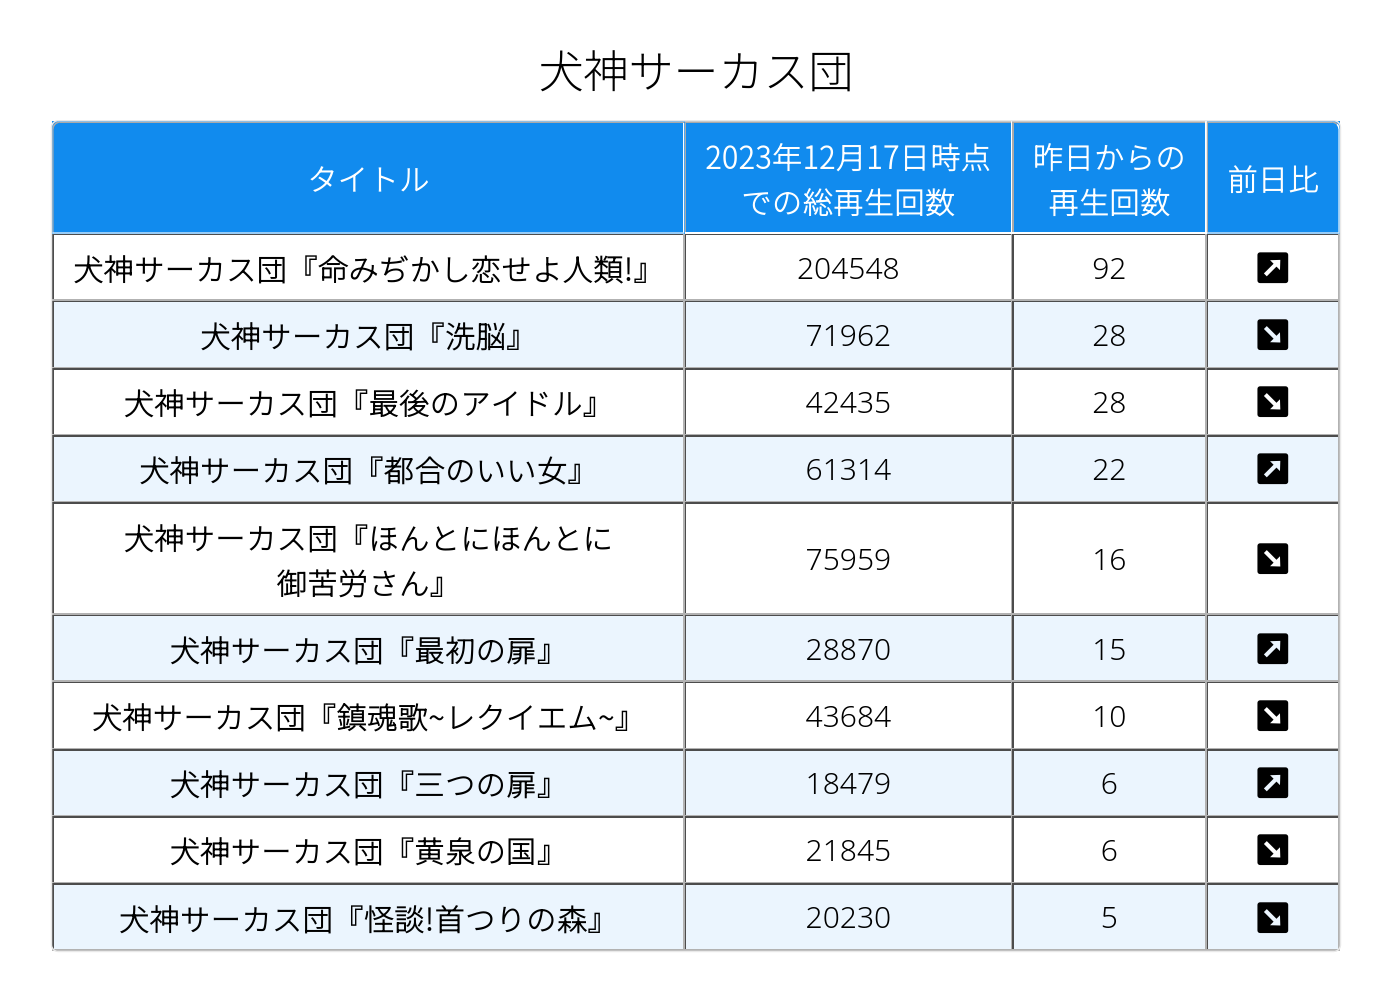 犬神サーカス団
タイトル
2023年12月17日時点
での総再生回数
昨日からの
再生回数
前日比
犬神サーカス団『命みぢかし恋せよ人類!』
204548
92
犬神サーカス団『洗脳』
71962
28
犬神サーカス団『最後のアイドル』
42435
28
犬神サーカス団『都合のいい女』
61314
22
犬神サーカス団『ほんとにほんとに
御苦労さん』
75959
16
犬神サーカス団『最初の扉』
28870
15
犬神サーカス団『鎮魂歌~レクイエム~』
43684
10
犬神サーカス団『三つの扉』
18479
6
犬神サーカス団『黄泉の国』
21845
6
犬神サーカス団『怪談!首つりの森』
20230
5